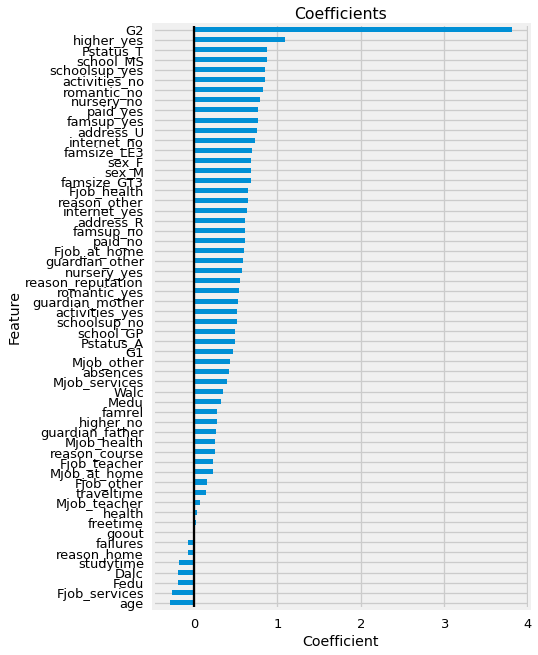 Coefficients
G2
higher_yes
Pstatus_T
school_MS
schoolsup_yes
activities_no
romantic_no
nursery_no
paid_yes
famsup_yes
address_U
internet_no
famsize_LE3
sex_F
sex_M
famsize_GT3
Fjob_health
reason_other
internet_yes
address_R
famsup_no
paid_no
Fjob_at_home
guardian_other
nursery_yes
reason_reputation
romantic_yes
guardian_mother
activities_yes
schoolsup_no
school_GP
Pstatus_A
G1
Mjob_other
absences
Mjob_services
Walc
Medu
famrel
higher_no
guardian_father
Mjob_health
reason_course
Fjob_teacher
Mjob_at_home
Fjob_other
traveltime
Mjob_teacher
health
freetime
goout
failures
reason_home
studytime
Dalc
Fedu
Fjob_services
age
Feature
0 1 2 3 4
Coefficient